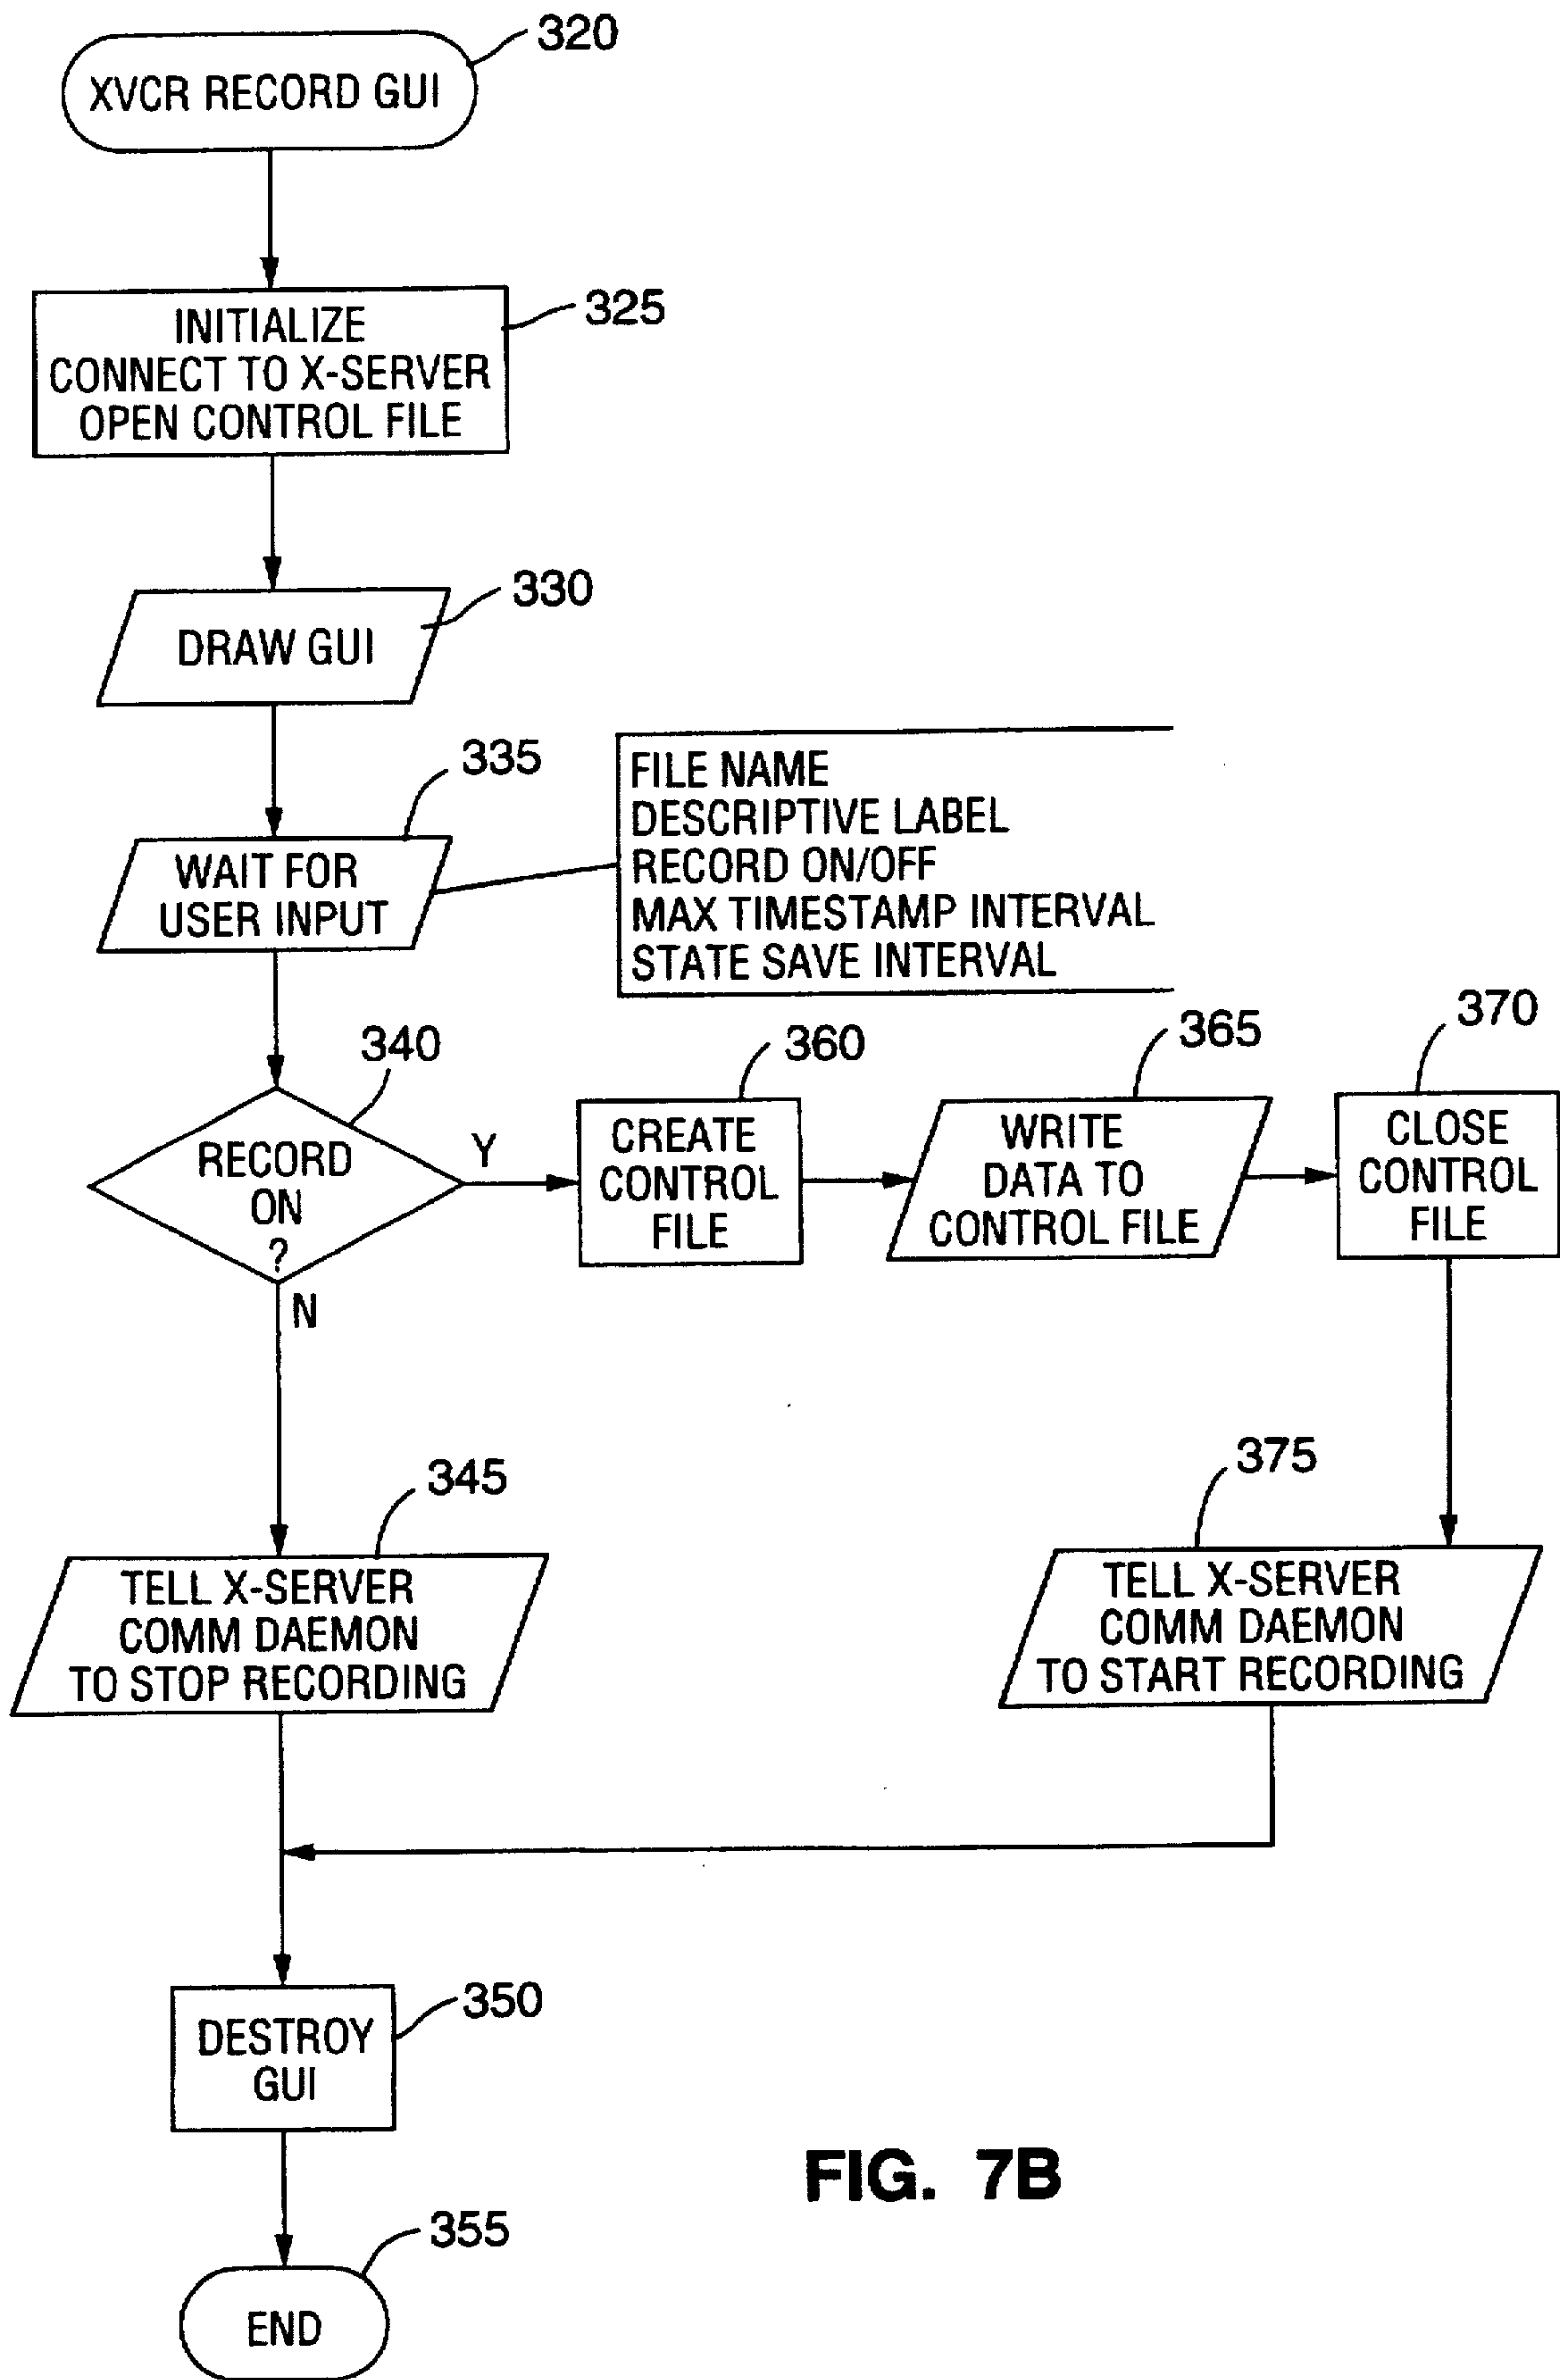 320
XVCR RECORD GUI
325
INITIALIZE
CONNECT TO X-SERVER
OPEN CONTROL FILE
330
DRAW GUI
335
WAIT FOR
USER INPUT
FILE NAME
DESCRIPTIVE LABEL
RECORD ON/OFF
MAX TIMESTAMP INTERVAL
STATE SAVE INTERVAL
340
RECORD
ON
?
Y
N
360
CREATE
CONTROL
FILE
365
WRITE
DATA TO
CONTROL FILE
370
CLOSE
CONTROL
FILE
345
TELL X-SERVER
COMM DAEMON
TO STOP RECORDING
375
TELL X-SERVER
COMM DAEMON
TO START RECORDING
350
DESTROY
GUI
355
END
FIG. 7B